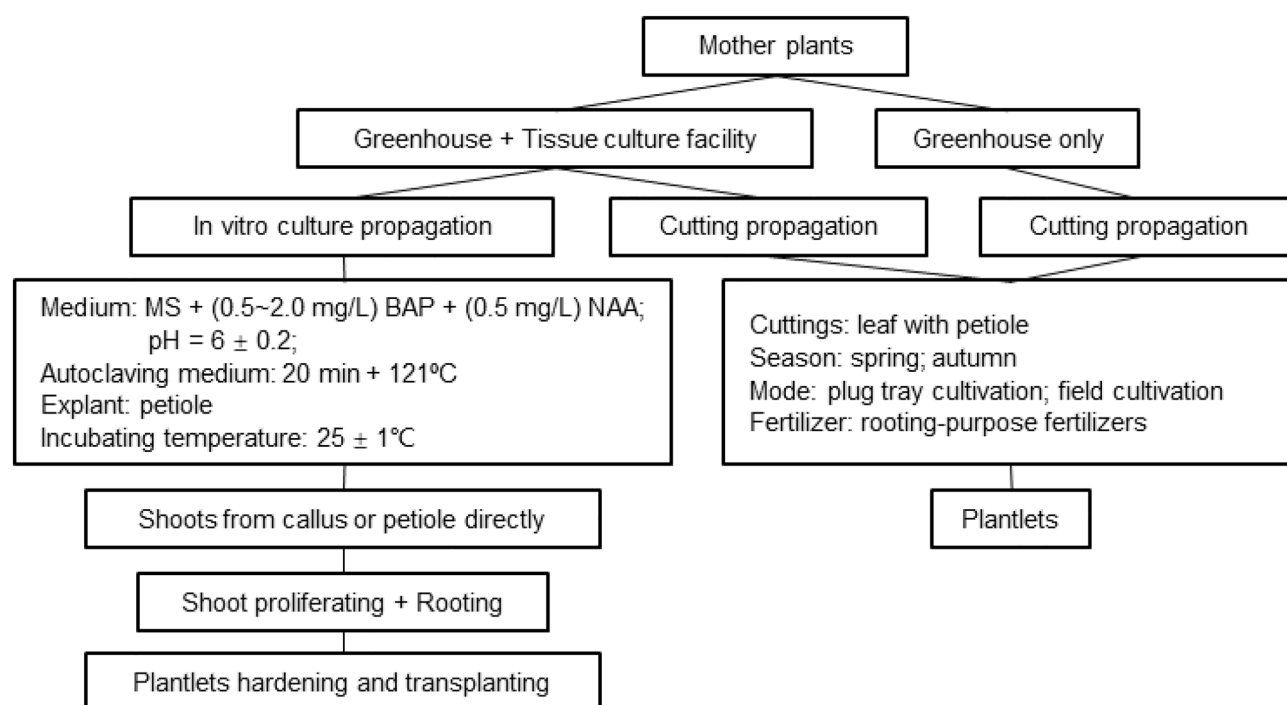 Mother plants
Greenhouse + Tissue culture facility
Greenhouse only
In vitro culture propagation
Cutting propagation
Cutting propagation
Medium: MS + (0.5~2.0 mg/L) BAP + (0.5 mg/L) NAA;
pH = 6 ± 0.2;
Autoclaving medium: 20 min + 121ºC
Explant: petiole
Incubating temperature: 25 ± 1℃
Cuttings: leaf with petiole
Season: spring; autumn
Mode: plug tray cultivation; field cultivation
Fertilizer: rooting-purpose fertilizers
Shoots from callus or petiole directly
Plantlets
Shoot proliferating + Rooting
Plantlets hardening and transplanting